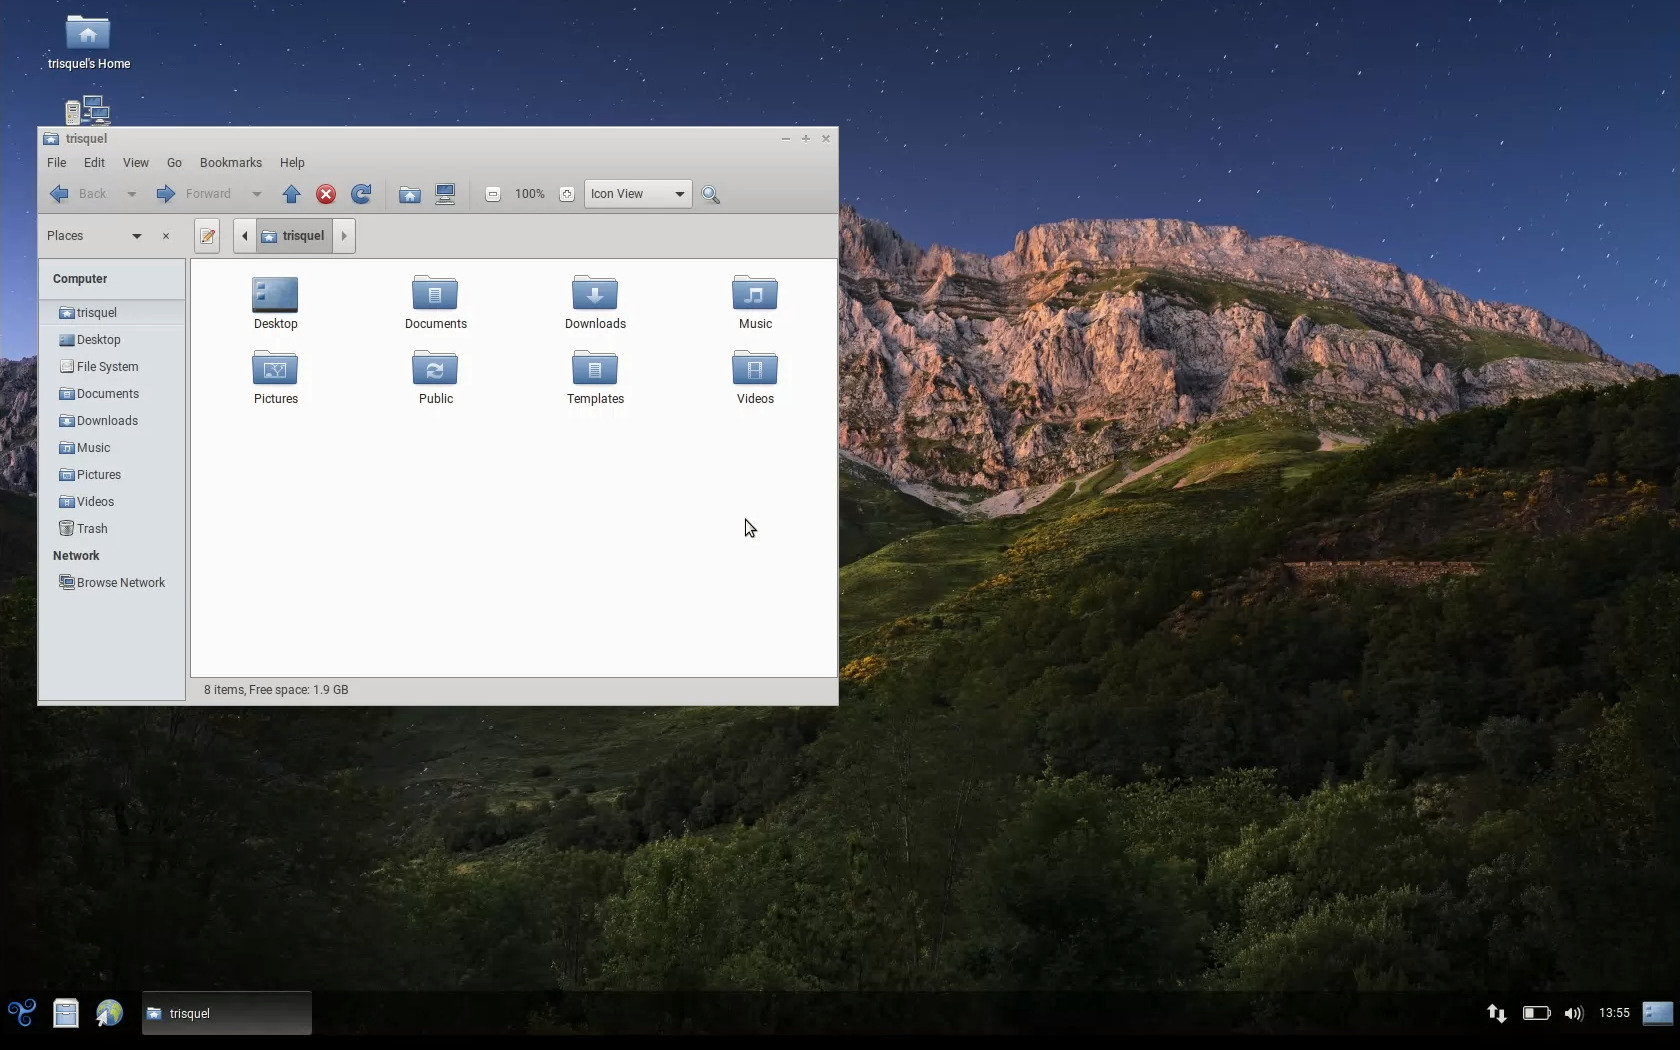 trisquel's Home
trisquel
File Edit View Go Bookmarks Help
Back Forward 100% Icon View
Places trisquel
Computer
trisquel
Desktop
File System
Documents
Downloads
Music
Pictures
Videos
Trash
Network
Browse Network
Desktop Documents Downloads Music
Pictures Public Templates Videos
8 items, Free space: 1.9 GB
trisquel 13:55